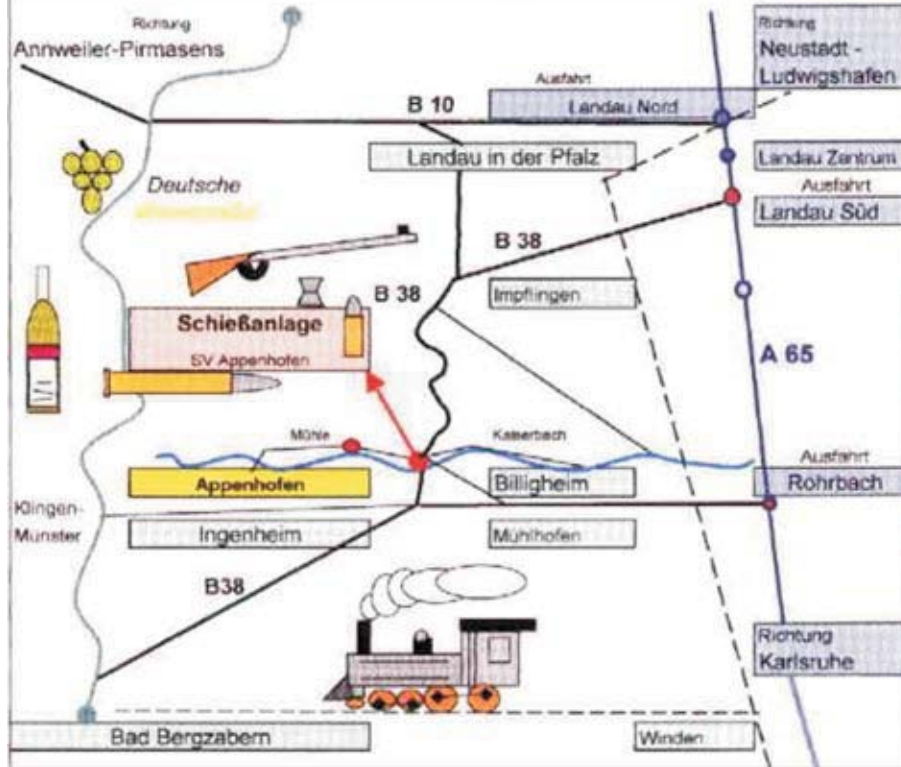 Richtung
Annweiler-Pirmasens
Richtung
Neustadt -
Ludwigshafen
Ausfahrt
Landau Nord
B 10
Landau in der Pfalz
Landau Zentrum
Ausfahrt
Landau Süd
Deutsche
B 38
B 38
Impflingen
Schießanlage
SV Appenhofen
A 65
Mühle
Kaiserbach
Ausfahrt
Appenhofen
Billigheim
Rohrbach
Klingen-
Münster
Ingenheim
Mühlhofen
B38
Richtung
Karlsruhe
Bad Bergzabern
Winden